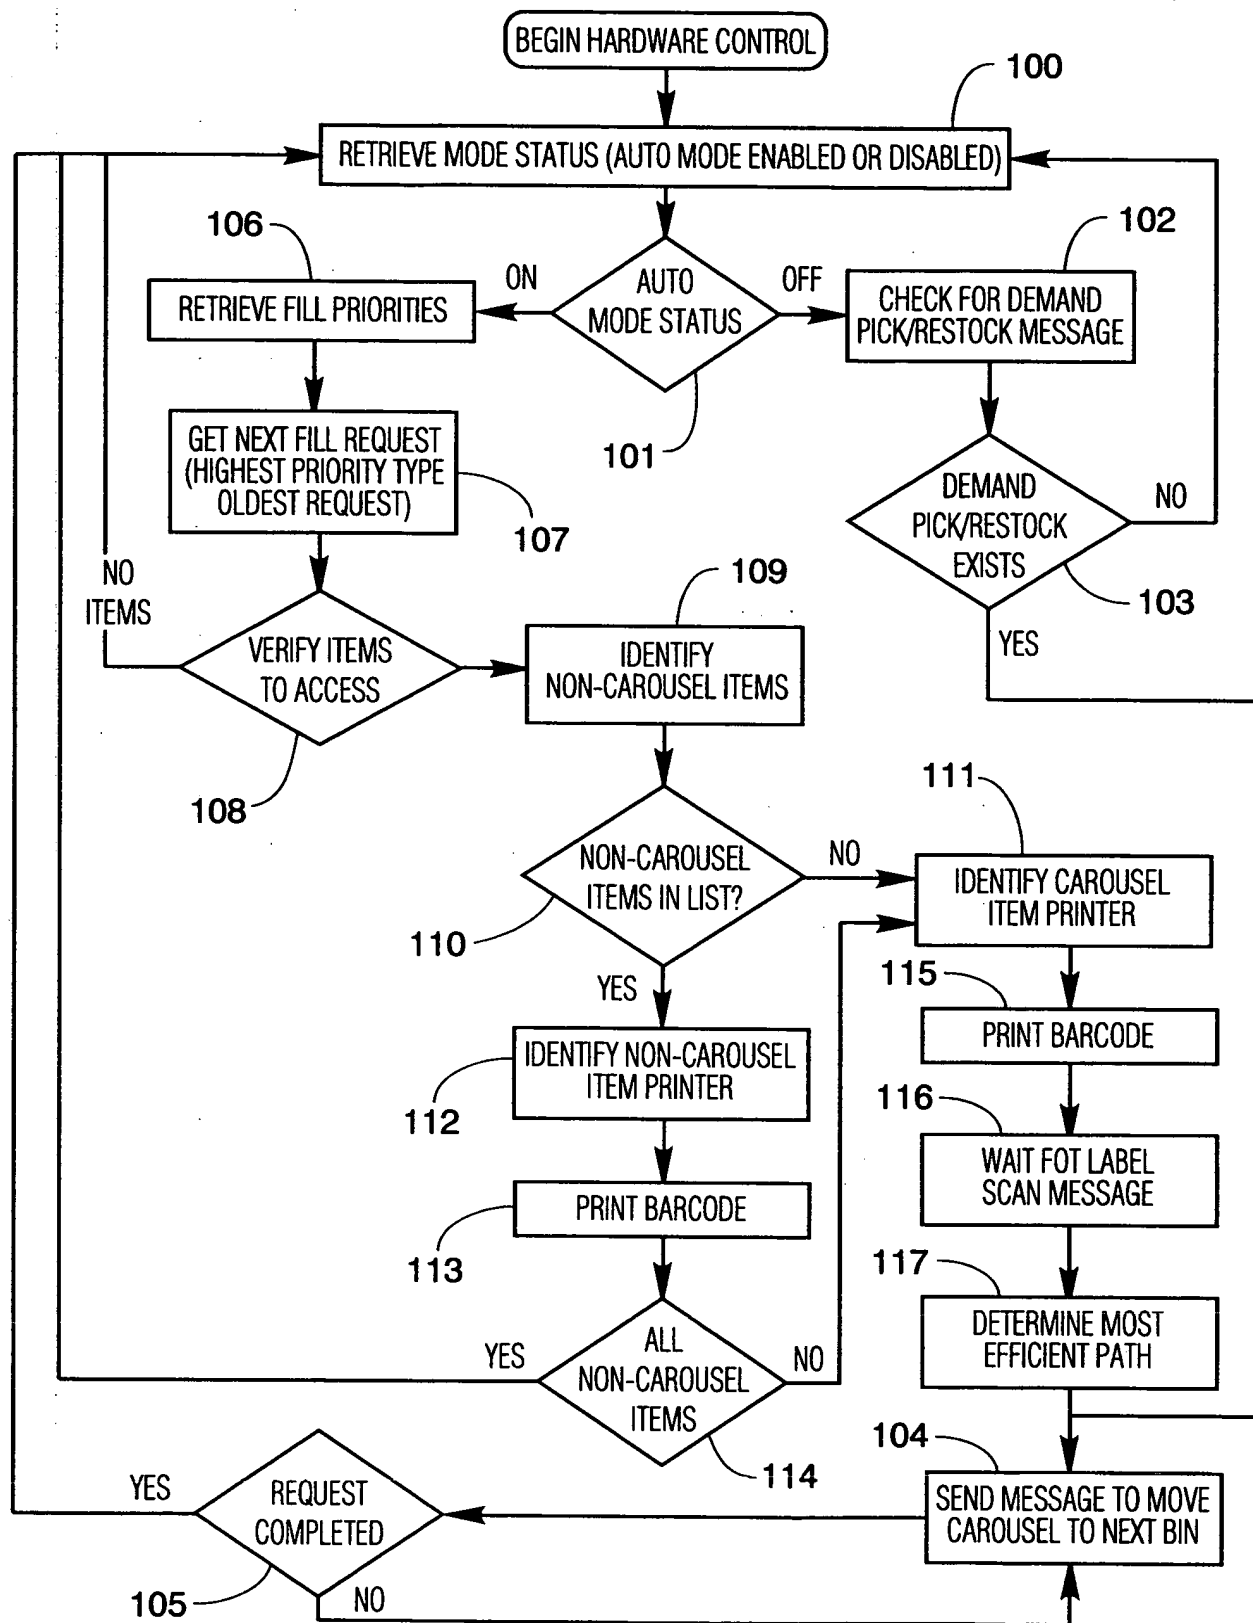 BEGIN HARDWARE CONTROL
100
RETRIEVE MODE STATUS (AUTO MODE ENABLED OR DISABLED)
106
102
ON
AUTO
MODE STATUS
OFF
RETRIEVE FILL PRIORITIES
CHECK FOR DEMAND
PICK/RESTOCK MESSAGE
101
GET NEXT FILL REQUEST
(HIGHEST PRIORITY TYPE
OLDEST REQUEST)
107
DEMAND
PICK/RESTOCK
EXISTS
NO
103
YES
NO
ITEMS
109
VERIFY ITEMS
TO ACCESS
IDENTIFY
NON-CAROUSEL ITEMS
108
111
NON-CAROUSEL
ITEMS IN LIST?
NO
IDENTIFY CAROUSEL
ITEM PRINTER
110
YES
115
PRINT BARCODE
IDENTIFY NON-CAROUSEL
ITEM PRINTER
112
116
WAIT FOT LABEL
SCAN MESSAGE
PRINT BARCODE
113
117
DETERMINE MOST
EFFICIENT PATH
YES
ALL
NON-CAROUSEL
ITEMS
NO
114
104
SEND MESSAGE TO MOVE
CAROUSEL TO NEXT BIN
YES
REQUEST
COMPLETED
105
NO